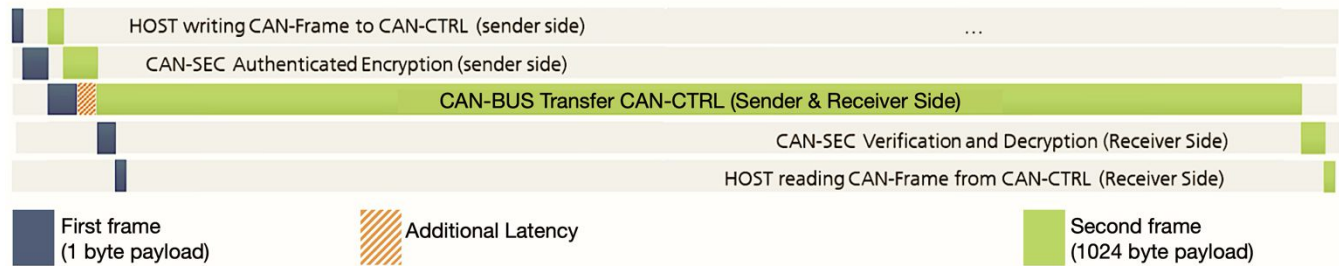 HOST writing CAN-Frame to CAN-CTRL (sender side)
...
CAN-SEC Authenticated Encryption (sender side)
CAN-BUS Transfer CAN-CTRL (Sender & Receiver Side)
CAN-SEC Verification and Decryption (Receiver Side)
HOST reading CAN-Frame from CAN-CTRL (Receiver Side)
First frame
(1 byte payload)
Additional Latency
Second frame
(1024 byte payload)